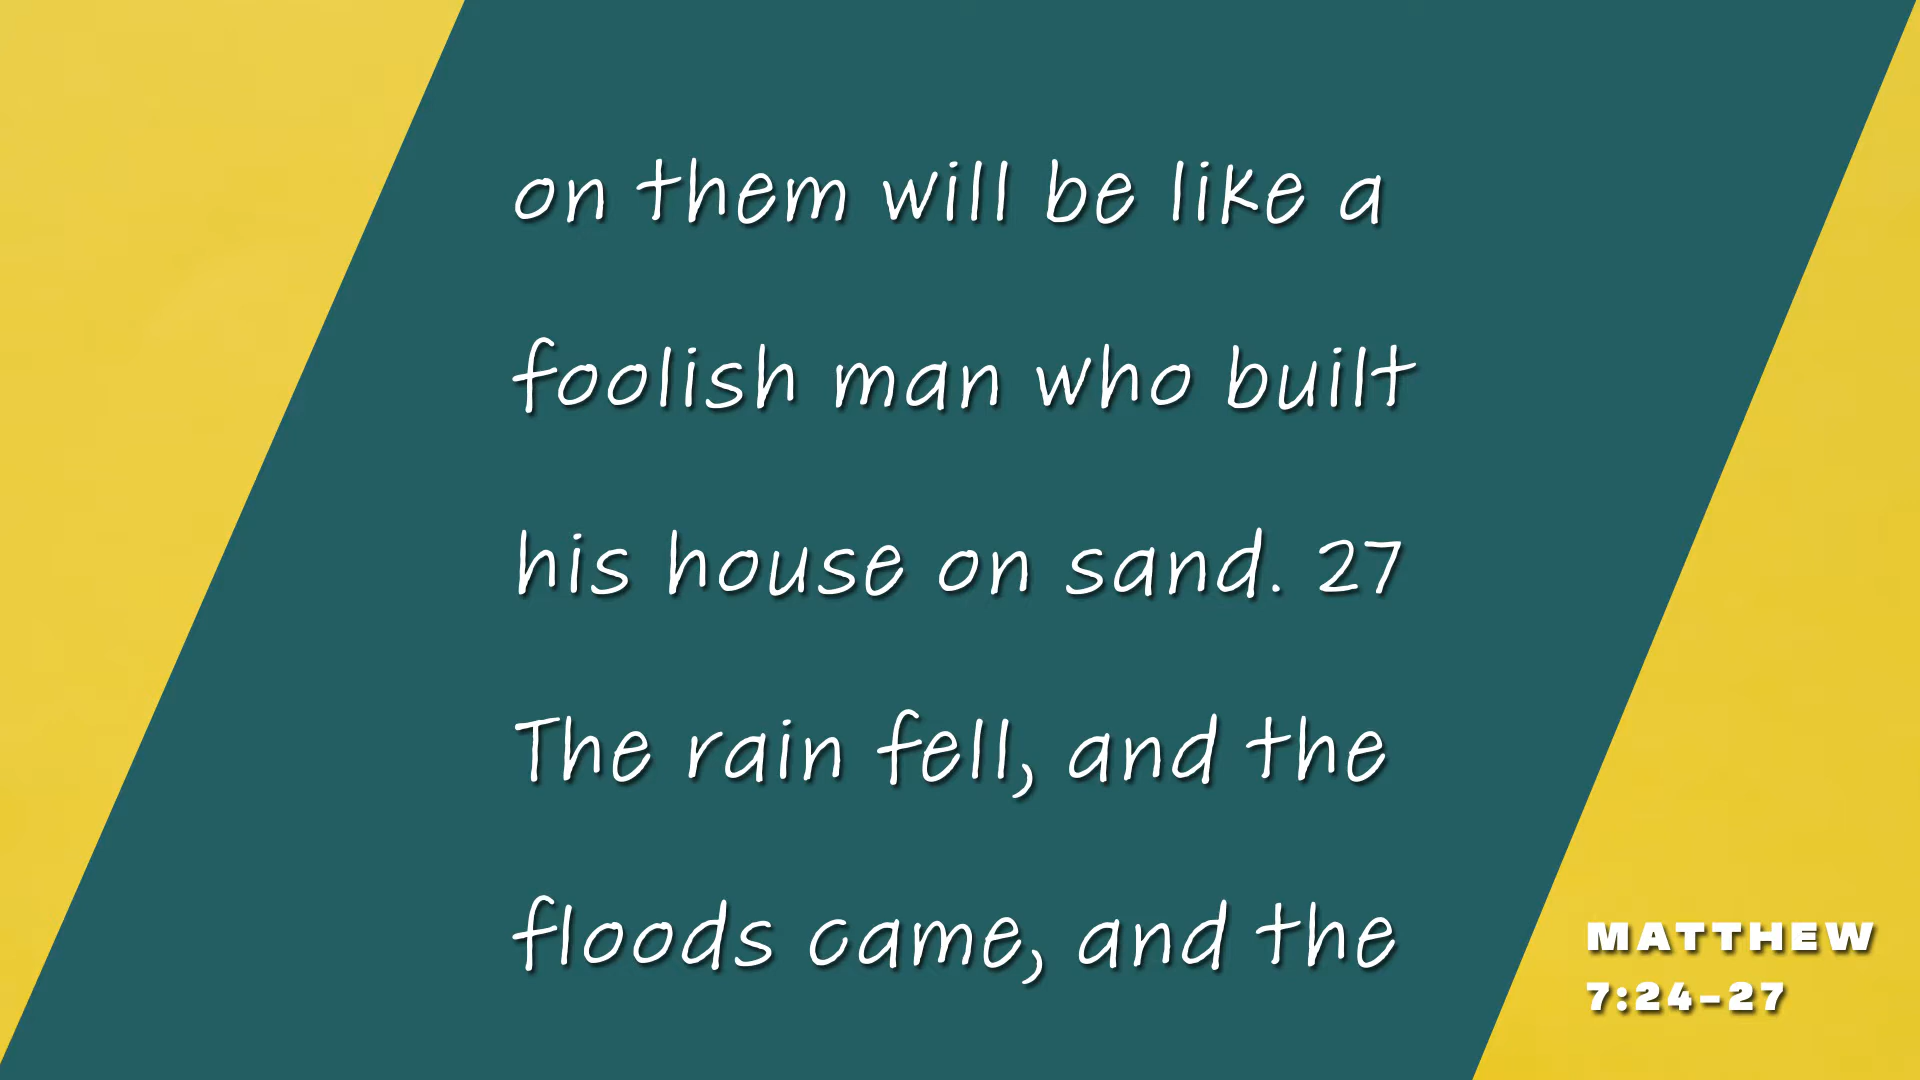 on them will be like a
foolish man who built
his house on sand. 27
The rain fell, and the
floods came, and the
MATTHEW
7:24-27